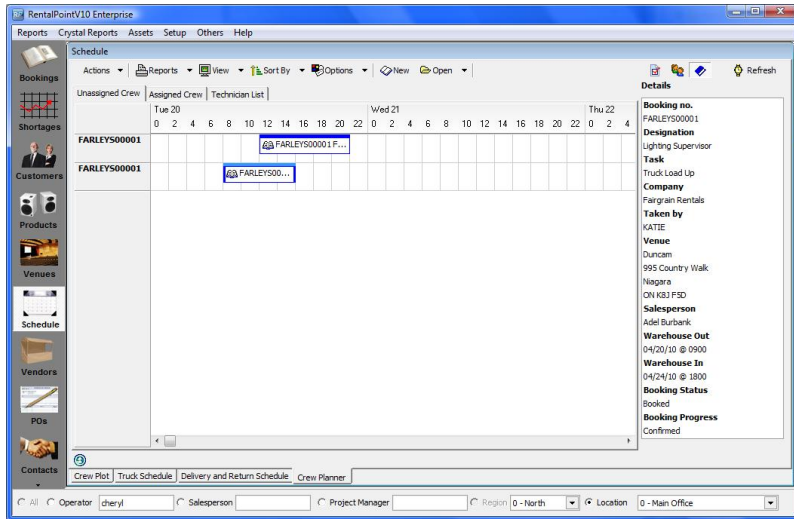 RentalPointV10 Enterprise
Reports Crystal Reports Assets Setup Others Help
Bookings
Shortages
Customers
Products
Venues
Schedule
Vendors
POs
Contacts
Schedule
Actions Reports View Sort By Options New Open Refresh
Unassigned Crew Assigned Crew Technician List
Tue 20 Wed 21 Thu 22
0 2 4 6 8 10 12 14 16 18 20 22 0 2 4 6 8 10 12 14 16 18 20 22 0 2 4
FARLEYS00001 FARLEYS00001 F...
FARLEYS00001 FARLEYS00...
Details
Booking no.
FARLEYS00001
Designation
Lighting Supervisor
Task
Truck Load Up
Company
Fairgrain Rentals
Taken by
KATIE
Venue
Duncam
995 Country Walk
Niagara
ON K8J F5D
Salesperson
Adel Burbank
Warehouse Out
04/20/10 @ 0900
Warehouse In
04/24/10 @ 1800
Booking Status
Booked
Booking Progress
Confirmed
Crew Plot Truck Schedule Delivery and Return Schedule Crew Planner
All Operator cheryl Salesperson Project Manager Region 0 - North Location 0 - Main Office